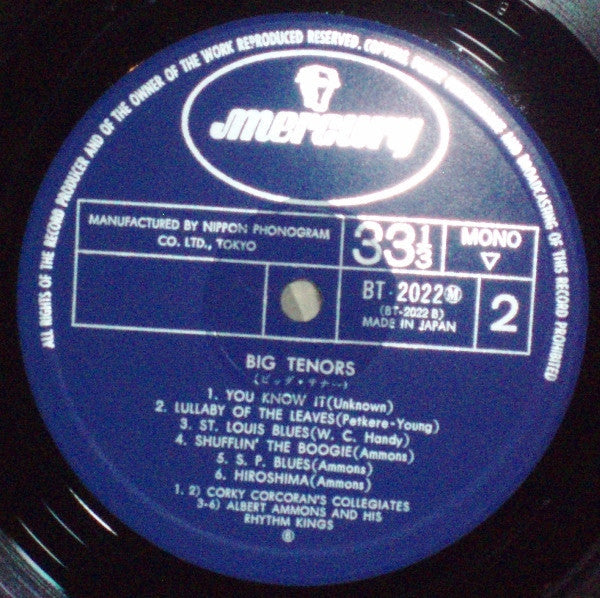 ALL RIGHTS OF THE RECORD PRODUCER AND OF THE OWNER OF THE WORK REPRODUCED RESERVED. COPYING, PUBLIC PERFORMANCE AND BROADCASTING OF THIS RECORD PROHIBITED
mercury
MANUFACTURED BY NIPPON PHONOGRAM
CO. LTD., TOKYO
33 1/3
MONO
▽
BT-2022 Ⓜ
(BT-2022 B)
MADE IN JAPAN
2
BIG TENORS
(ビッグ・テナー)
1. YOU KNOW IT(Unknown)
2. LULLABY OF THE LEAVES(Petkere-Young)
3. ST. LOUIS BLUES(W. C. Handy)
4. SHUFFLIN' THE BOOGIE(Ammons)
5. S. P. BLUES(Ammons)
6. HIROSHIMA(Ammons)
1. 2) CORKY CORCORAN'S COLLEGIATES
3-6) ALBERT AMMONS AND HIS
RHYTHM KINGS
⑥